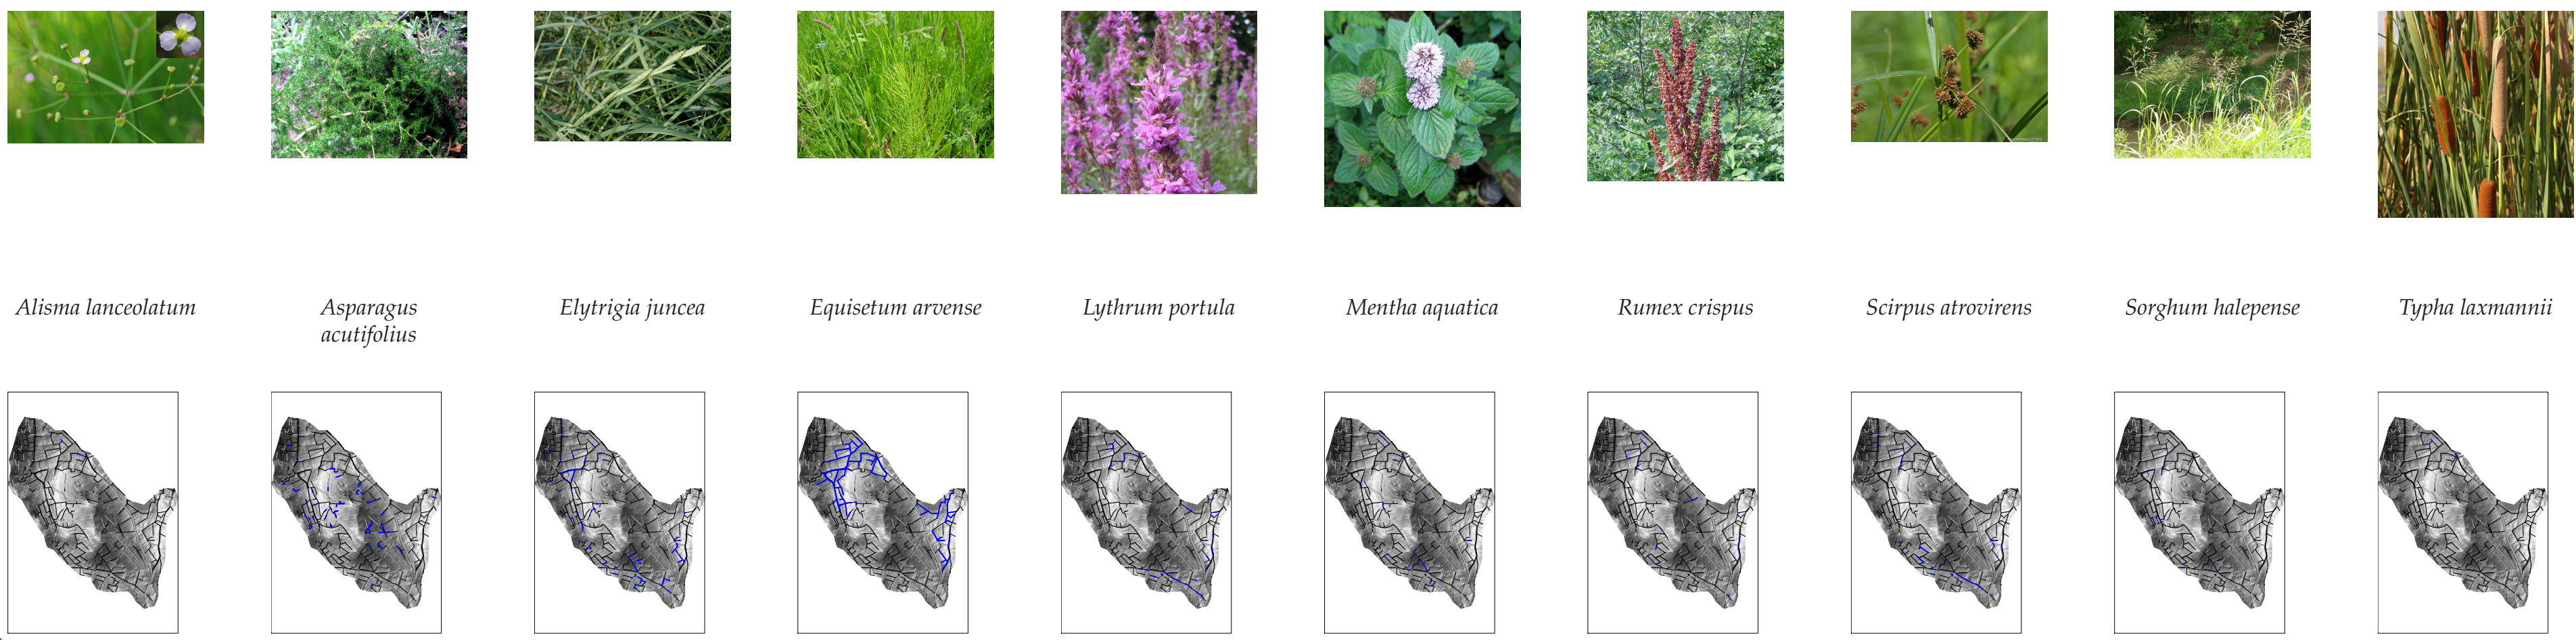 Alisma lanceolatum
Asparagus
acutifolius
Elytrigia juncea
Equisetum arvense
Lythrum portula
Mentha aquatica
Rumex crispus
Scirpus atrovirens
Sorghum halepense
Typha laxmannii